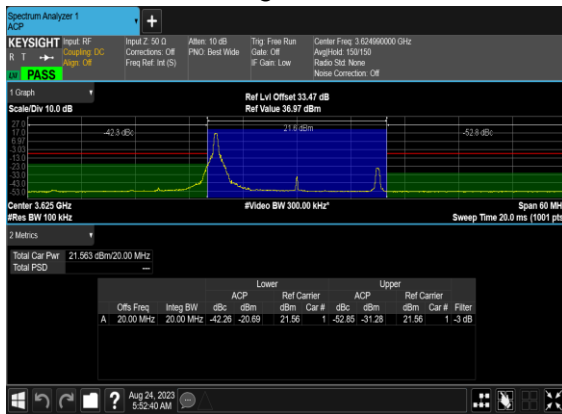 Spectrum Analyzer 1
ACP
+
KEYSIGHT Input: RF Input Z: 50 Ω Atten: 10 dB Trig: Free Run Center Freq: 3.624990000 GHz
R T Coupling: DC Corrections: Off PNO: Best Wide Gate: Off Avg|Hold: 150/150
Align: Off Freq Ref: Int (S) IF Gain: Low Radio Std: None
PASS Noise Correction: Off
1 Graph
Scale/Div 10.0 dB Ref Lvl Offset 33.47 dB
Ref Value 36.97 dBm
27.0
17.0 -42.3 dBc 21.6 dBm -52.8 dBc
6.97
-3.03
-13.0
-23.0
-33.0
-43.0
-53.0
Center 3.625 GHz #Video BW 300.00 kHz* Span 60 MH
#Res BW 100 kHz Sweep Time 20.0 ms (1001 pts
2 Metrics
Total Car Pwr 21.563 dBm/20.00 MHz
Total PSD ---
Lower Upper
ACP Ref Carrier ACP Ref Carrier
Offs Freq Integ BW dBc dBm dBm Car # dBc dBm dBm Car # Filter
A 20.00 MHz 20.00 MHz -42.26 -20.69 21.56 1 -52.85 -31.28 21.56 1 -3 dB
? Aug 24, 2023
5:52:40 AM